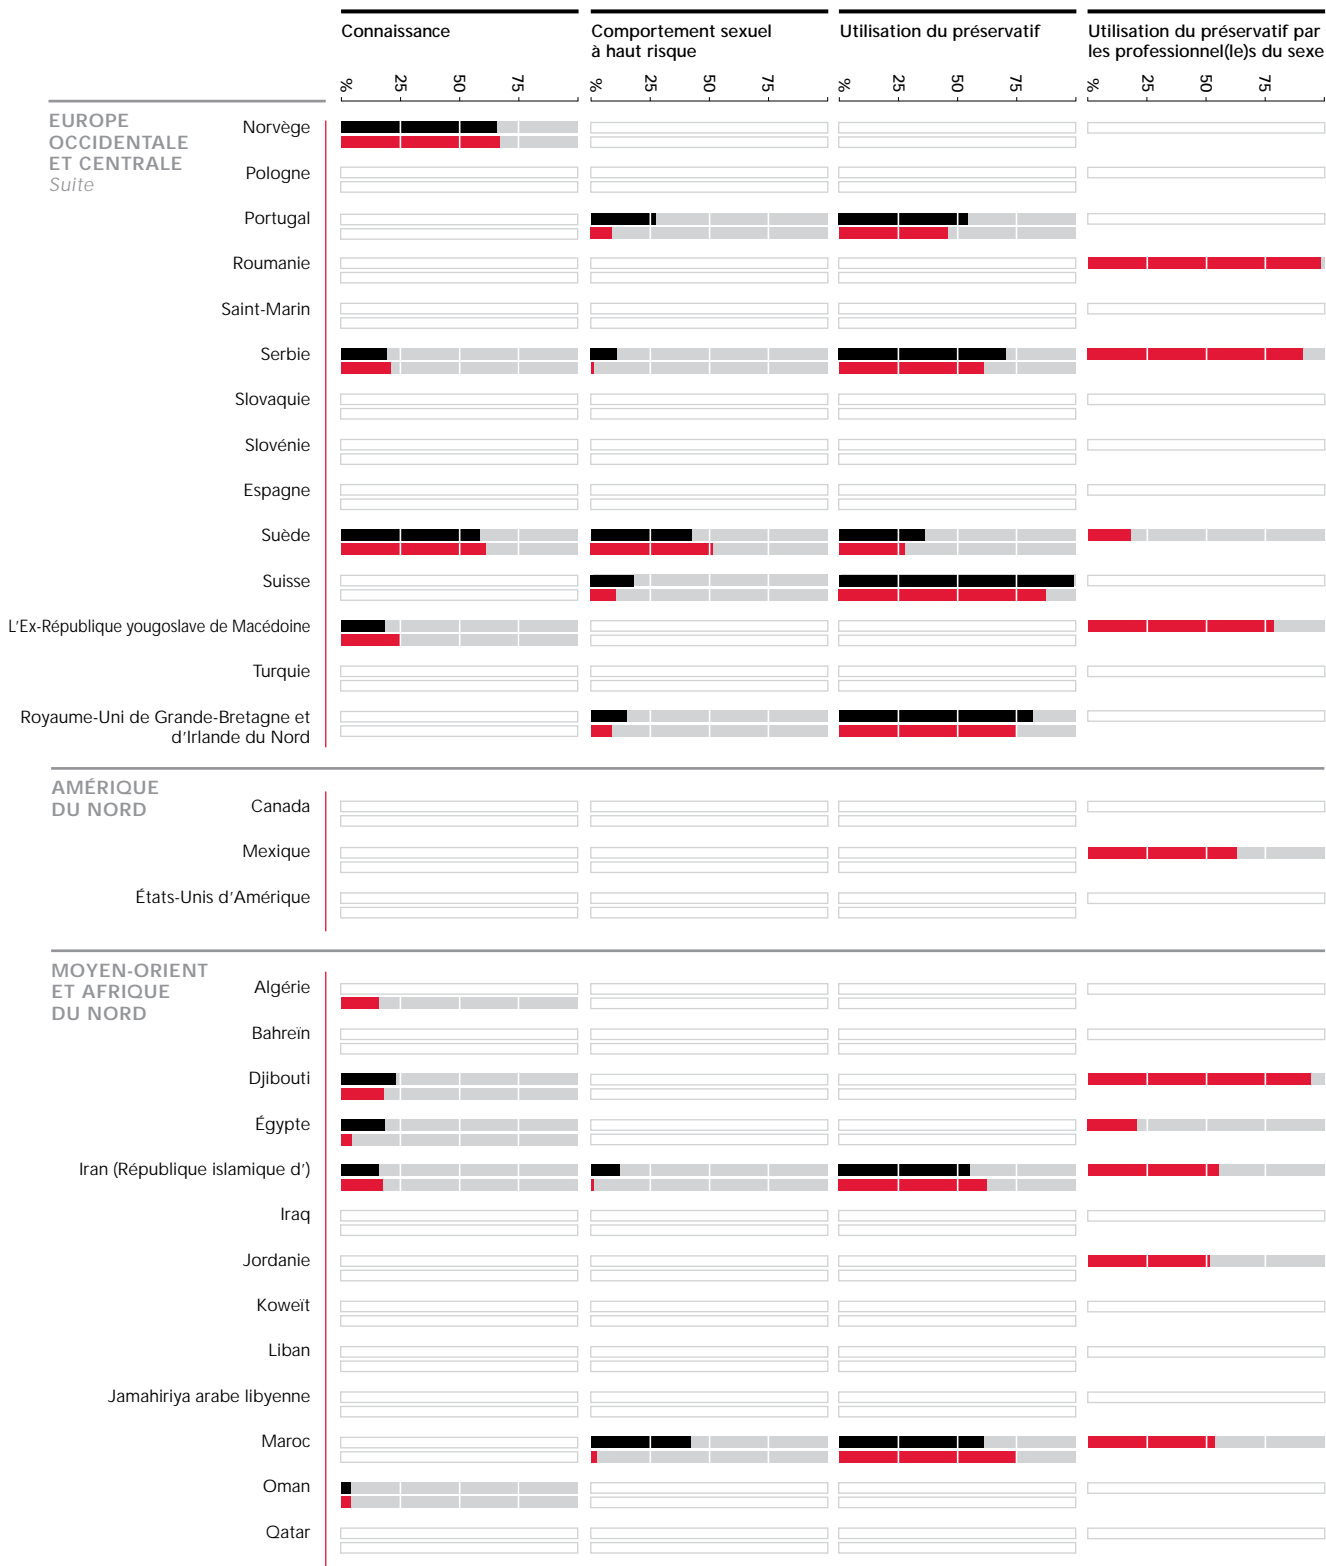 Connaissance
Comportement sexuel
à haut risque
Utilisation du préservatif
Utilisation du préservatif par
les professionnel(le)s du sexe
% 25 50 75
% 25 50 75
% 25 50 75
% 25 50 75
EUROPE
OCCIDENTALE
ET CENTRALE
Suite
Norvège
Pologne
Portugal
Roumanie
Saint-Marin
Serbie
Slovaquie
Slovénie
Espagne
Suède
Suisse
L’Ex-République yougoslave de Macédoine
Turquie
Royaume-Uni de Grande-Bretagne et
d’Irlande du Nord
AMÉRIQUE
DU NORD
Canada
Mexique
États-Unis d’Amérique
MOYEN-ORIENT
ET AFRIQUE
DU NORD
Algérie
Bahreïn
Djibouti
Égypte
Iran (République islamique d’)
Iraq
Jordanie
Koweït
Liban
Jamahiriya arabe libyenne
Maroc
Oman
Qatar